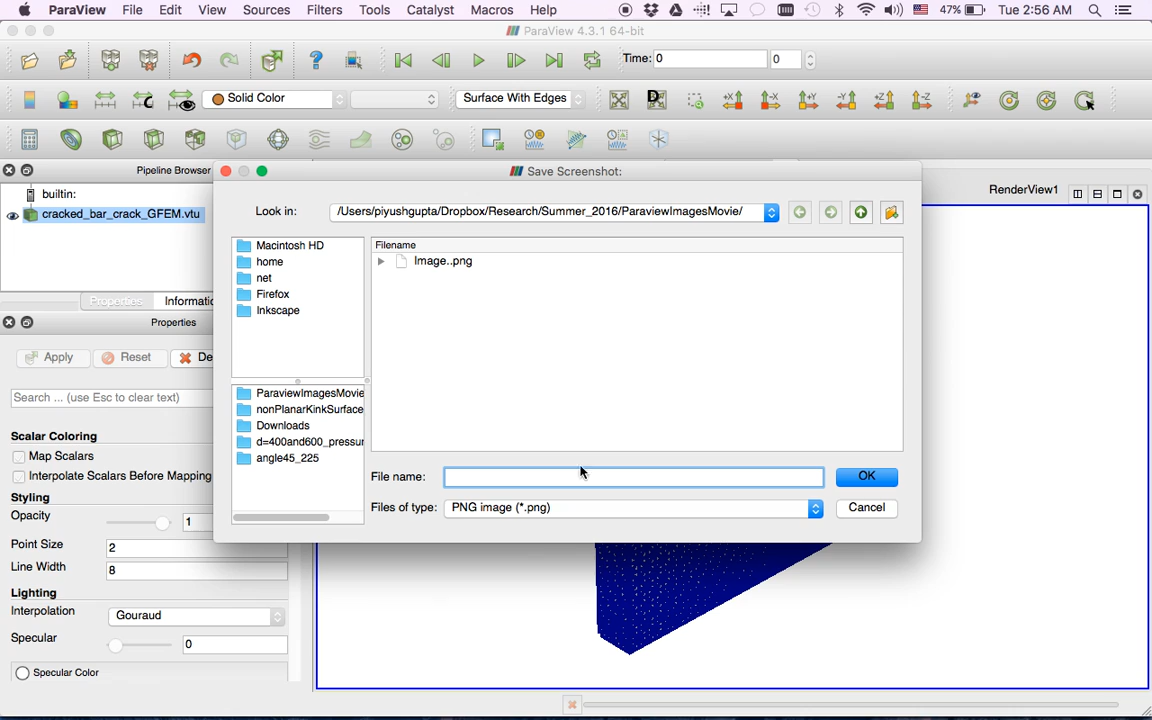 ParaView File Edit View Sources Filters Tools Catalyst Macros Help 47% Tue 2:56 AM
ParaView 4.3.1 64-bit
Time: 0 0
Solid Color Surface With Edges D +X -X +Y -Y +Z -Z
Pipeline Browser
builtin:
cracked_bar_crack_GFEM.vtu
Properties Informatic
Properties
Apply Reset De
Search ... (use Esc to clear text)
Scalar Coloring
Map Scalars
Interpolate Scalars Before Mapping
Styling
Opacity 1
Point Size 2
Line Width 8
Lighting
Interpolation Gouraud
Specular 0
Specular Color
RenderView1
Save Screenshot:
Look in: /Users/piyushgupta/Dropbox/Research/Summer_2016/ParaviewImagesMovie/
Macintosh HD
home
net
Firefox
Inkscape
ParaviewImagesMovie
nonPlanarKinkSurface
Downloads
d=400and600_pressur
angle45_225
Filename
Image..png
File name: OK
Files of type: PNG image (*.png) Cancel